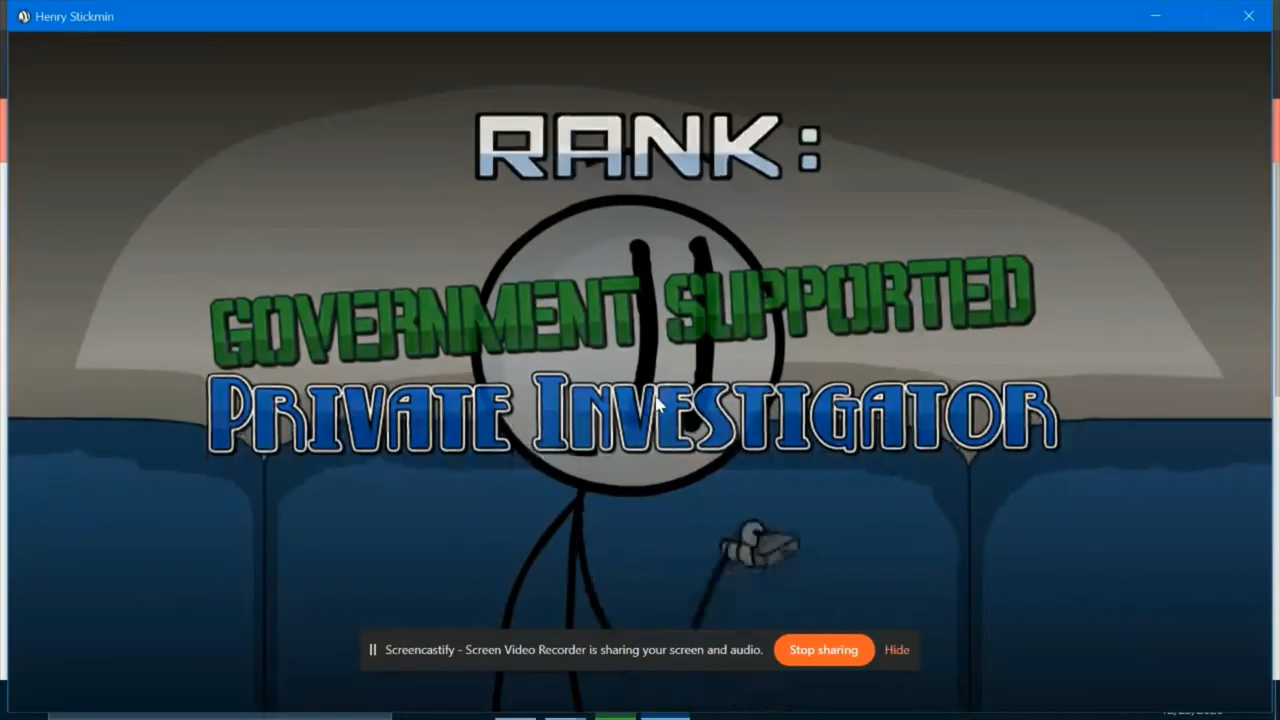 Henry Stickmin
RANK:
GOVERNMENT SUPPORTED
PRIVATE INVESTIGATOR
Screencastify - Screen Video Recorder is sharing your screen and audio.
Stop sharing
Hide